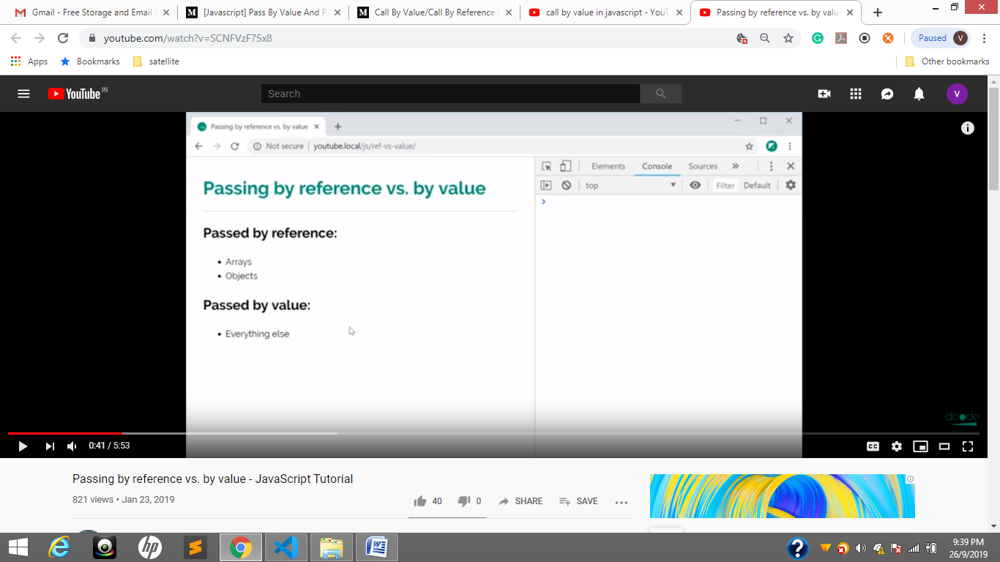 Gmail - Free Storage and Email f
[Javascript] Pass By Value And P
Call By Value/Call By Reference
call by value in javascript - YouT
Passing by reference vs. by valu
youtube.com/watch?v=SCNFVzF75x8
Paused V
Apps Bookmarks satellite Other bookmarks
YouTube IN
Search
V
Passing by reference vs. by value
Not secure | youtube.local/js/ref-vs-value/
Elements Console Sources
top Filter Default
Passing by reference vs. by value
Passed by reference:
• Arrays
• Objects
Passed by value:
• Everything else
dcode
0:41 / 5:53
CC
Passing by reference vs. by value - JavaScript Tutorial
821 views • Jan 23, 2019
40 0 SHARE SAVE
9:39 PM
26/9/2019